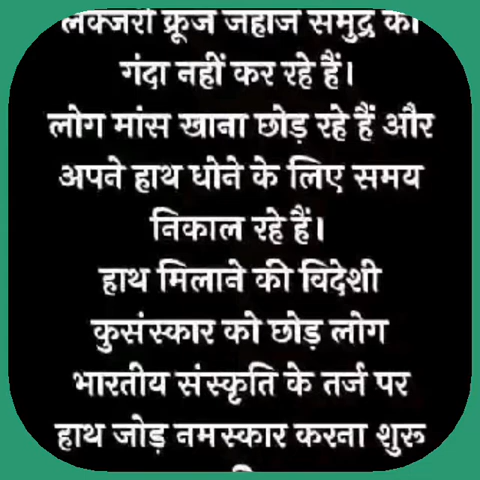 लक्जरी क्रूज जहाज समुद्र को
गंदा नहीं कर रहे हैं।
लोग मांस खाना छोड़ रहे हैं और
अपने हाथ धोने के लिए समय
निकाल रहे हैं।
हाथ मिलाने की विदेशी
कुसंस्कार को छोड़ लोग
भारतीय संस्कृति के तर्ज पर
हाथ जोड़ नमस्कार करना शुरू